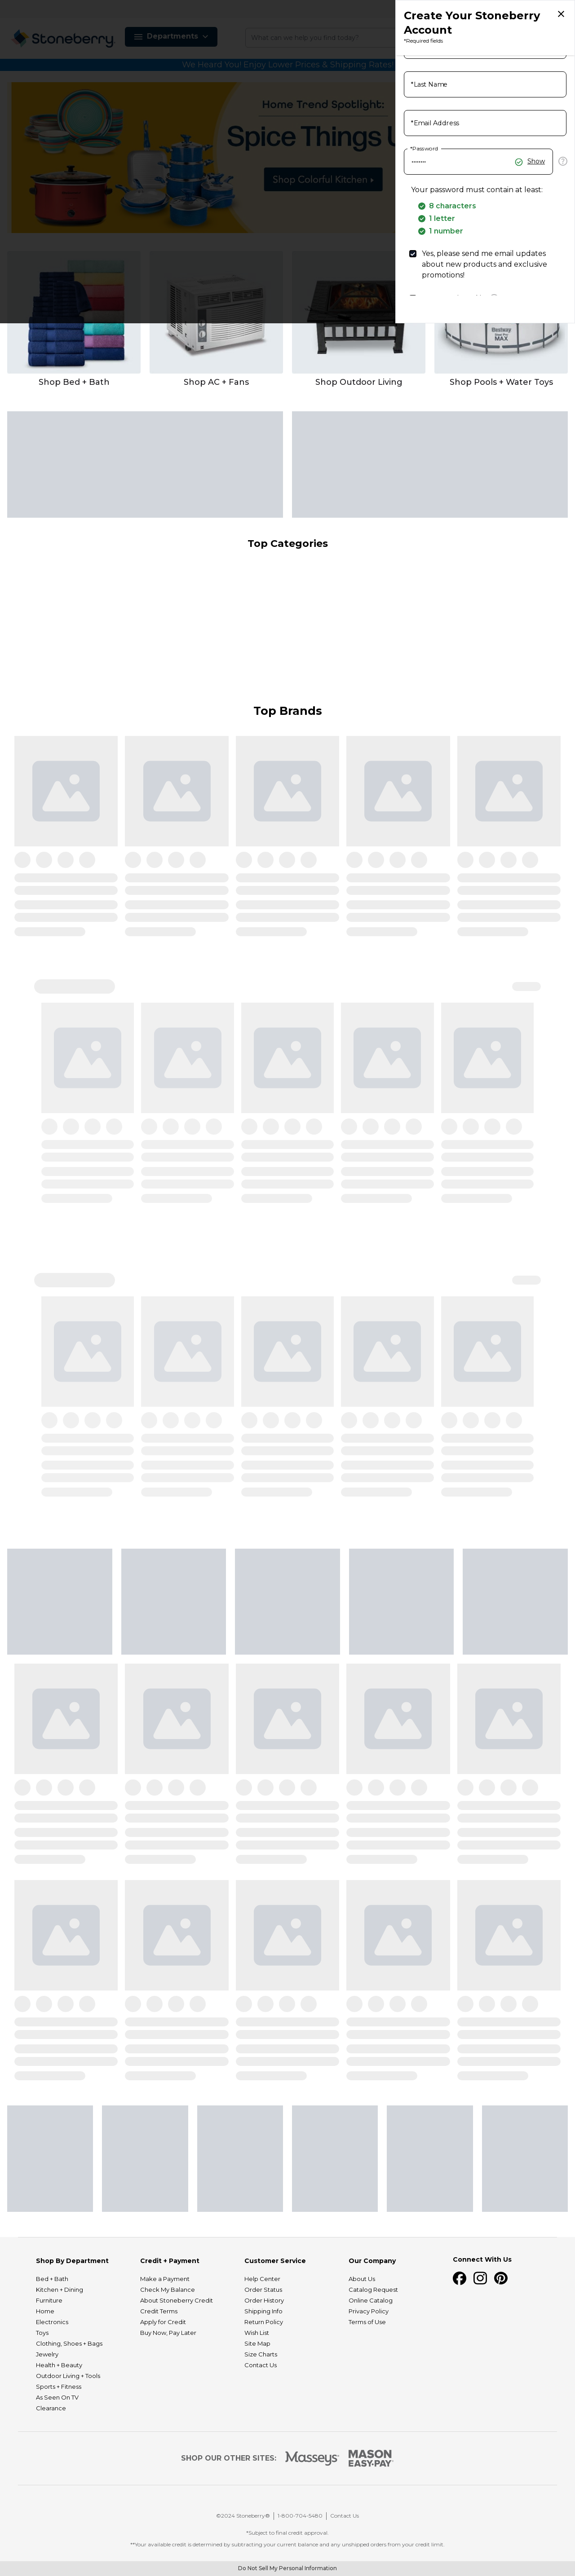 Stoneberry
Departments
What can we help you find today?
We Heard You! Enjoy Lower Prices & Shipping Rates!
Home Trend Spotlight:
Spice Things U
Shop Colorful Kitchen
Create Your Stoneberry
Account
*Required fields
*Last Name
*Email Address
*Password
Show
Your password must contain at least:
8 characters
1 letter
1 number
Yes, please send me email updates
about new products and exclusive
promotions!
Bestway
MAX
Shop Bed + Bath
Shop AC + Fans
Shop Outdoor Living
Shop Pools + Water Toys
Top Categories
Top Brands
Shop By Department
Bed + Bath
Kitchen + Dining
Furniture
Home
Electronics
Toys
Clothing, Shoes + Bags
Jewelry
Health + Beauty
Outdoor Living + Tools
Sports + Fitness
As Seen On TV
Clearance
Credit + Payment
Make a Payment
Check My Balance
About Stoneberry Credit
Credit Terms
Apply for Credit
Buy Now, Pay Later
Customer Service
Help Center
Order Status
Order History
Shipping Info
Return Policy
Wish List
Site Map
Size Charts
Contact Us
Our Company
About Us
Catalog Request
Online Catalog
Privacy Policy
Terms of Use
Connect With Us
SHOP OUR OTHER SITES:
Masseys
MASON
EASY-PAY
©2024 Stoneberry®
1-800-704-5480
Contact Us
*Subject to final credit approval.
**Your available credit is determined by subtracting your current balance and any unshipped orders from your credit limit.
Do Not Sell My Personal Information